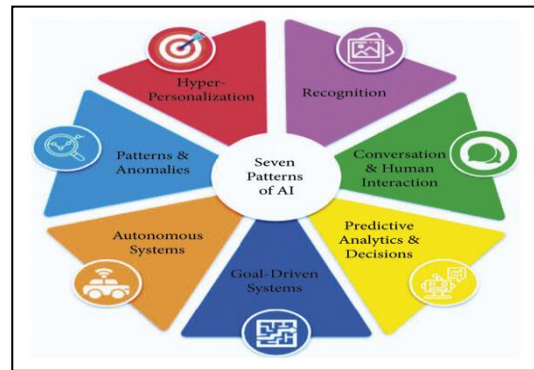 Hyper-
Personalization
Recognition
Patterns &
Anomalies
Seven
Patterns
of AI
Conversation
& Human
Interaction
Autonomous
Systems
Goal-Driven
Systems
Predictive
Analytics &
Decisions